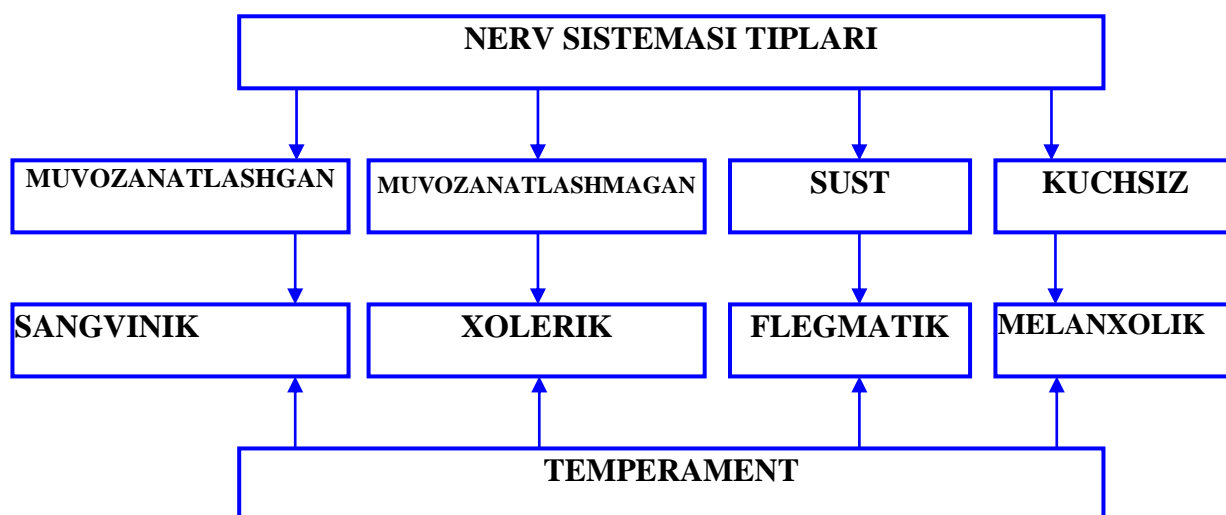 NERV SISTEMASI TIPLARI
MUVOZANATLASHGAN
MUVOZANATLASHMAGAN
SUST
KUCHSIZ
SANGVINIK
XOLERIK
FLEGMATIK
MELANXOLIK
TEMPERAMENT